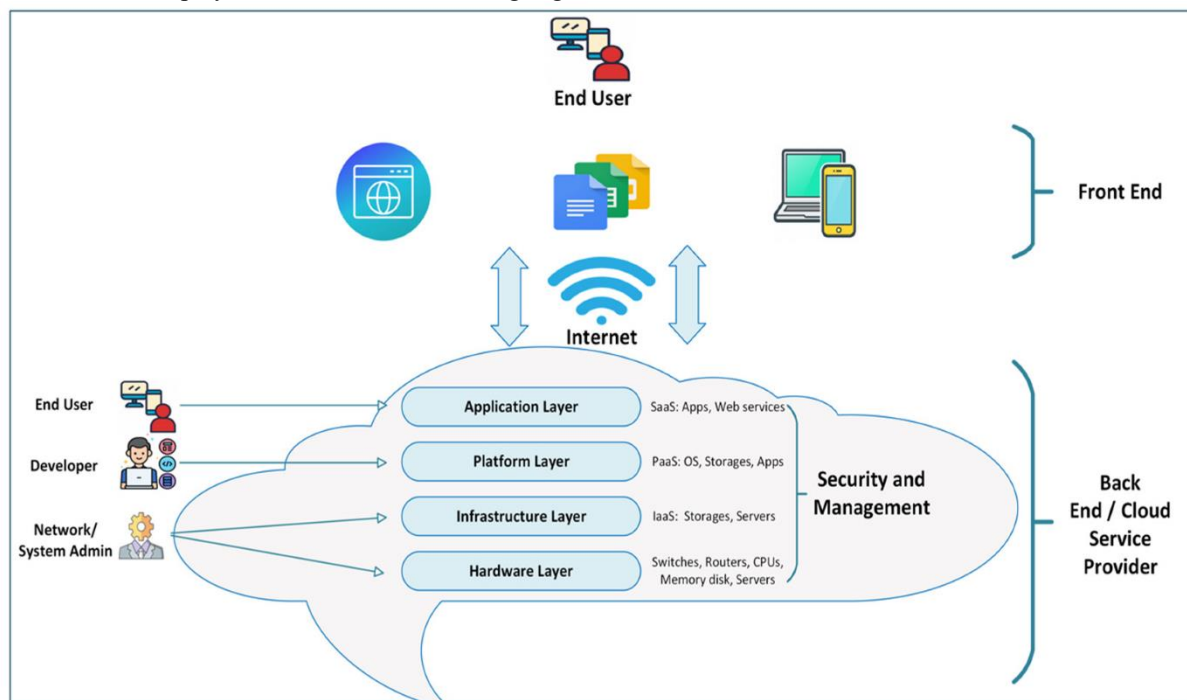 End User
Front End
Internet
End User
Application Layer
SaaS: Apps, Web services
Developer
Platform Layer
PaaS: OS, Storages, Apps
Security and
Management
Network/
System Admin
Infrastructure Layer
IaaS: Storages, Servers
Hardware Layer
Switches, Routers, CPUs,
Memory disk, Servers
Back
End / Cloud
Service
Provider